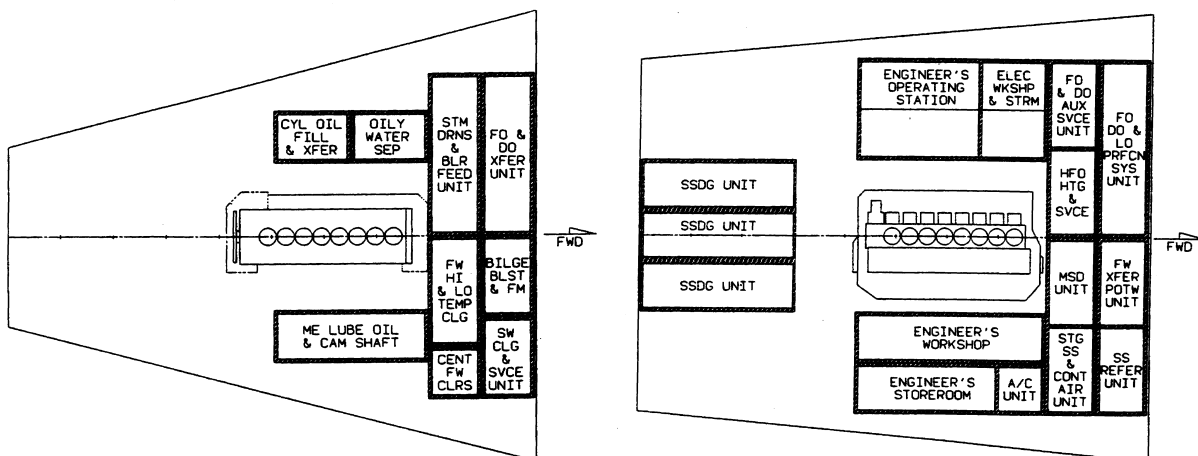 CYL OIL
FILL
& XFER
OILY
WATER
SEP
STM
DRNS
&
BLR
FEED
UNIT
FO &
DO
XFER
UNIT
FW
HI
& LO
TEMP
CLG
BILGE
BLST
& FM
ME LUBE OIL
& CAM SHAFT
CENT
FW
CLRS
SW
CLG
&
SVCE
UNIT
FWD
ENGINEER'S
OPERATING
STATION
ELEC
WKSHP
& STRM
FO
& DO
AUX
SVCE
UNIT
FO
DO & LO
PRFCN
SYS
UNIT
HFO
HTG
&
SVCE
SSDG UNIT
SSDG UNIT
SSDG UNIT
MSD
UNIT
FW
XFER
POTW
UNIT
ENGINEER'S
WORKSHOP
ENGINEER'S
STOREROOM
A/C
UNIT
STG
SS
&
CONT
AIR
UNIT
SS
REFER
UNIT
FWD